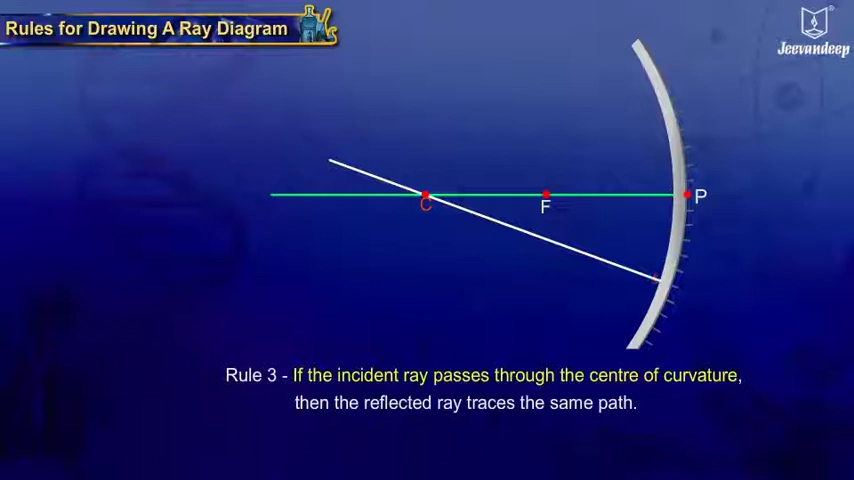 Rules for Drawing A Ray Diagram
Jeevandeep
C
F
P
Rule 3 - If the incident ray passes through the centre of curvature,
then the reflected ray traces the same path.